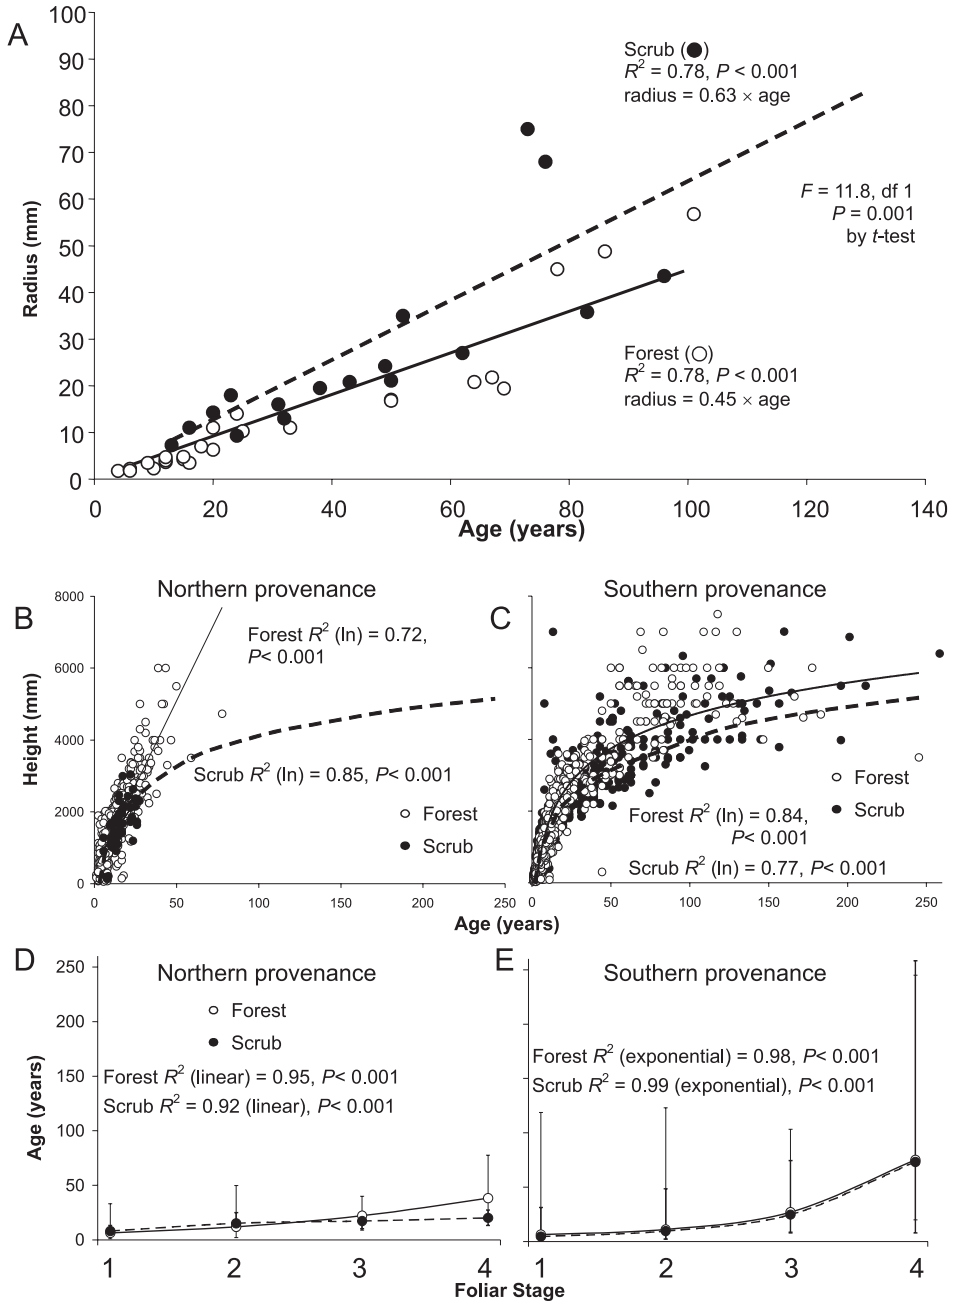 A
100
90
80
70
60
50
40
30
20
10
0
Radius (mm)
Scrub (●)
R² = 0.78, P < 0.001
radius = 0.63 × age
F = 11.8, df 1
P = 0.001
by t-test
Forest (○)
R² = 0.78, P < 0.001
radius = 0.45 × age
0 20 40 60 80 100 120 140
Age (years)
B
Northern provenance
8000
6000
4000
2000
0
Height (mm)
Forest R² (ln) = 0.72,
P< 0.001
Scrub R² (ln) = 0.85, P< 0.001
Forest
Scrub
0 50 100 150 200 250
C
Southern provenance
Forest
Scrub
Forest R² (ln) = 0.84,
P< 0.001
Scrub R² (ln) = 0.77, P< 0.001
0 50 100 150 200 250
Age (years)
D
Northern provenance
250
200
150
100
50
0
Age (years)
Forest
Scrub
Forest R² (linear) = 0.95, P< 0.001
Scrub R² = 0.92 (linear), P< 0.001
1 2 3 4
E
Southern provenance
Forest R² (exponential) = 0.98, P< 0.001
Scrub R² = 0.99 (exponential), P< 0.001
1 2 3 4
Foliar Stage